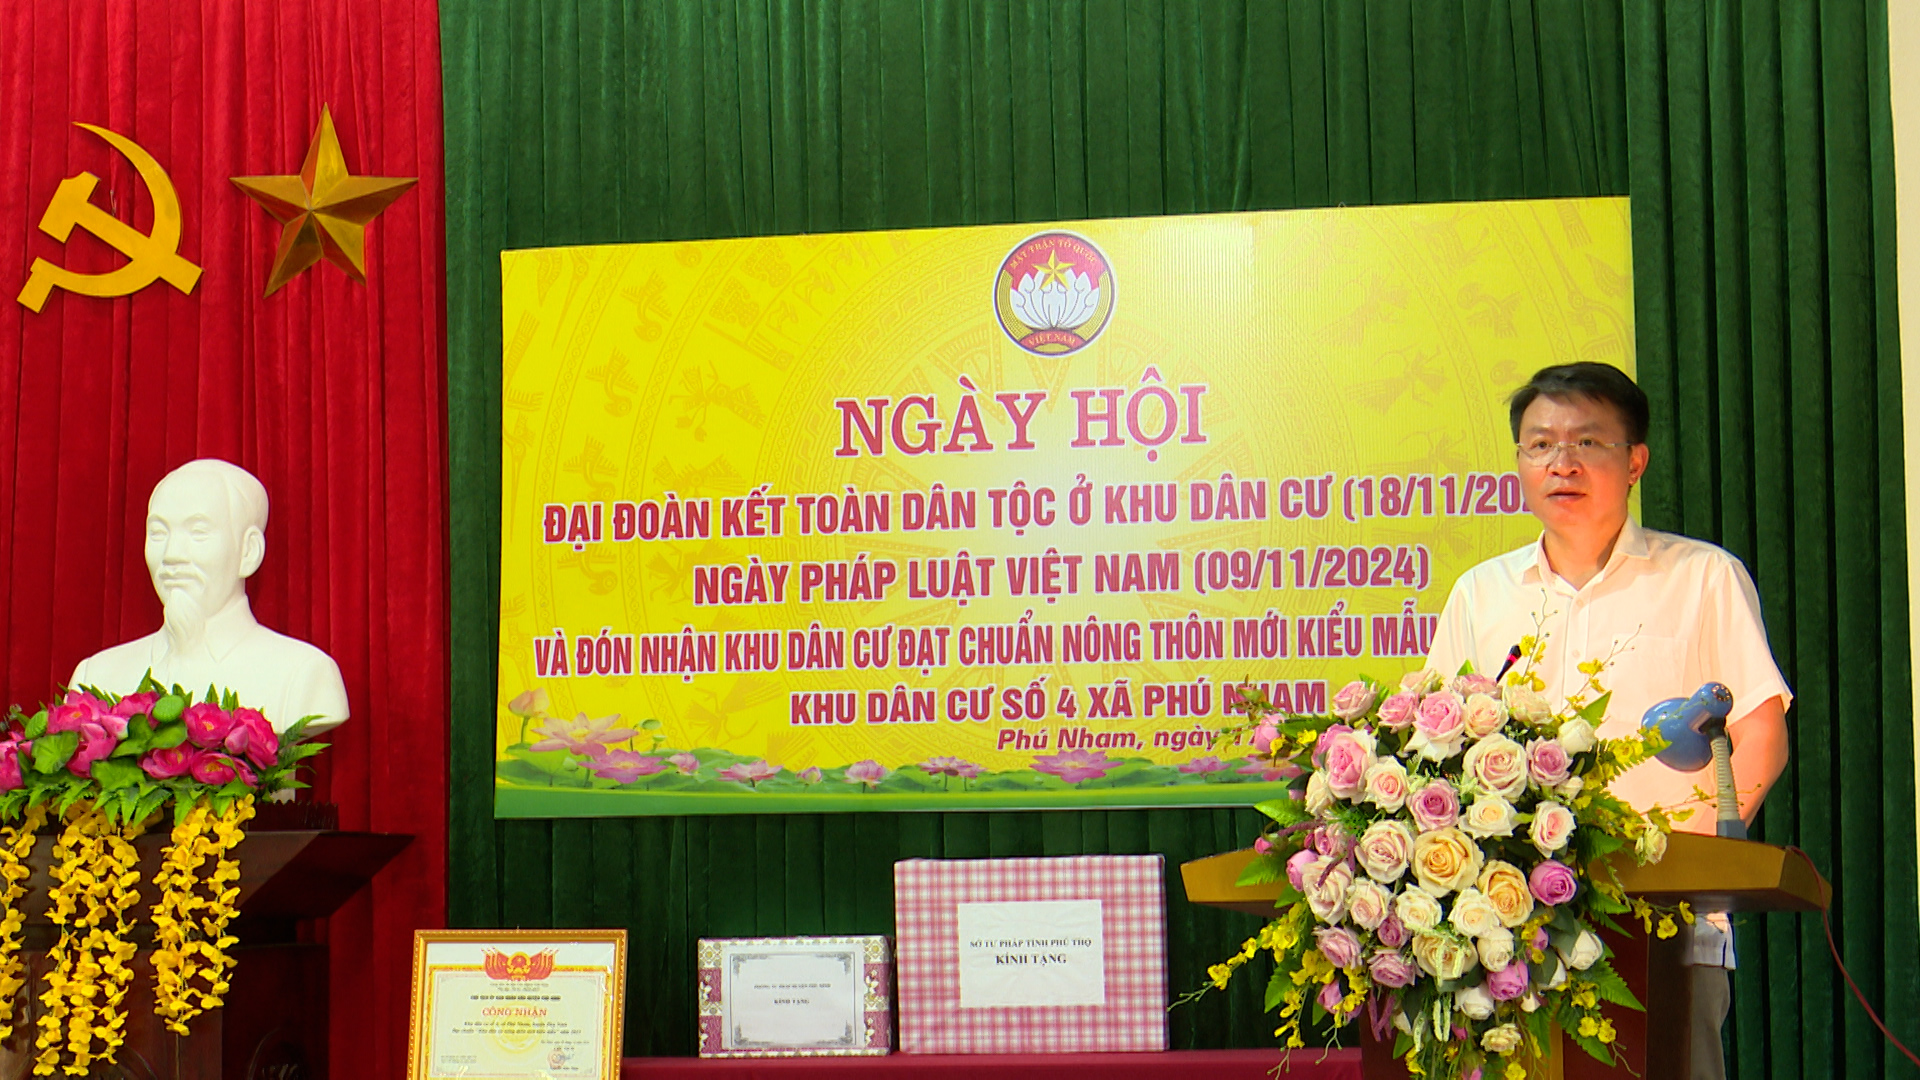 MẶT TRẬN TỔ QUỐC
VIỆT NAM
NGÀY HỘI
ĐẠI ĐOÀN KẾT TOÀN DÂN TỘC Ở KHU DÂN CƯ (18/11/202
NGÀY PHÁP LUẬT VIỆT NAM (09/11/2024)
VÀ ĐÓN NHẬN KHU DÂN CƯ ĐẠT CHUẨN NÔNG THÔN MỚI KIỂU MẪU
KHU DÂN CƯ SỐ 4 XÃ PHÚ NHAM
Phú Nham, ngày
SỞ TƯ PHÁP TỈNH PHÚ THỌ
KÍNH TẶNG
KÍNH TẶNG
CÔNG NHẬN